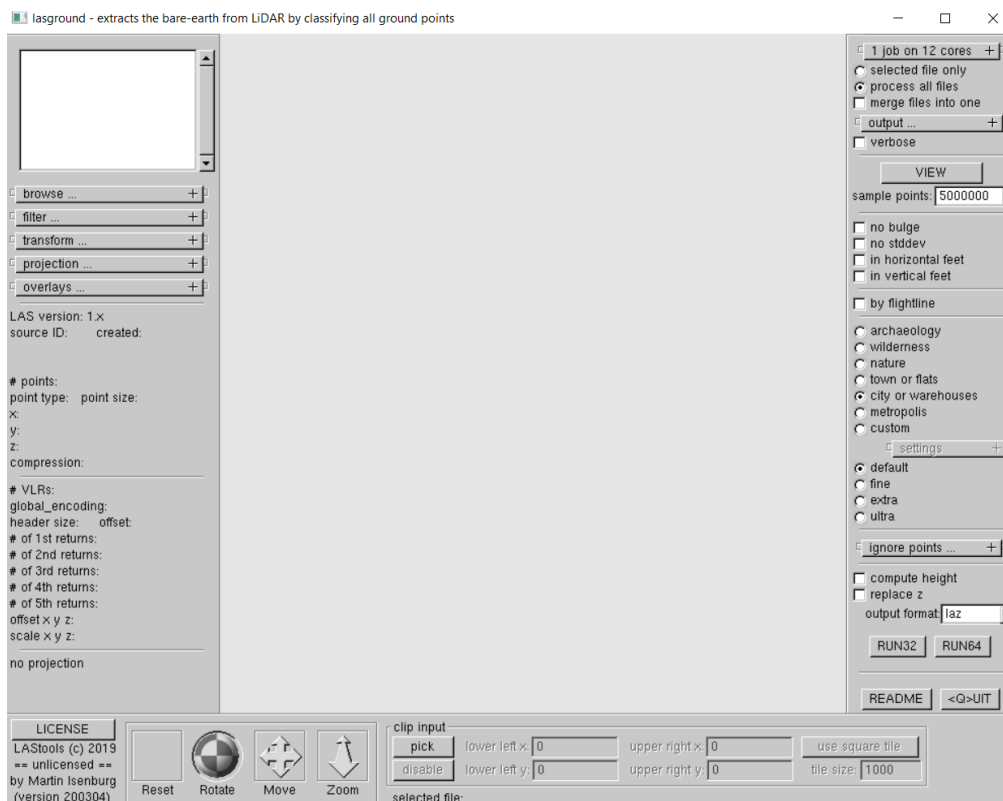 lasground - extracts the bare-earth from LiDAR by classifying all ground points
browse ...
filter ...
transform ...
projection ...
overlays ...
LAS version: 1.x
source ID: created:
# points:
point type: point size:
x:
y:
z:
compression:
# VLRs:
global_encoding:
header size: offset:
# of 1st returns:
# of 2nd returns:
# of 3rd returns:
# of 4th returns:
# of 5th returns:
offset x y z:
scale x y z:
no projection
1 job on 12 cores +
selected file only
process all files
merge files into one
output ... +
verbose
VIEW
sample points: 5000000
no bulge
no stddev
in horizontal feet
in vertical feet
by flightline
archaeology
wilderness
nature
town or flats
city or warehouses
metropolis
custom
settings +
default
fine
extra
ultra
ignore points ... +
compute height
replace z
output format: laz
RUN32 RUN64
README <Q>UIT
LICENSE
LAStools (c) 2019
== unlicensed ==
by Martin Isenburg
(version 200304)
Reset Rotate Move Zoom
clip input
pick lower left x: 0 upper right x: 0 use square tile
disable lower left y: 0 upper right y: 0 tile size: 1000
selected file: